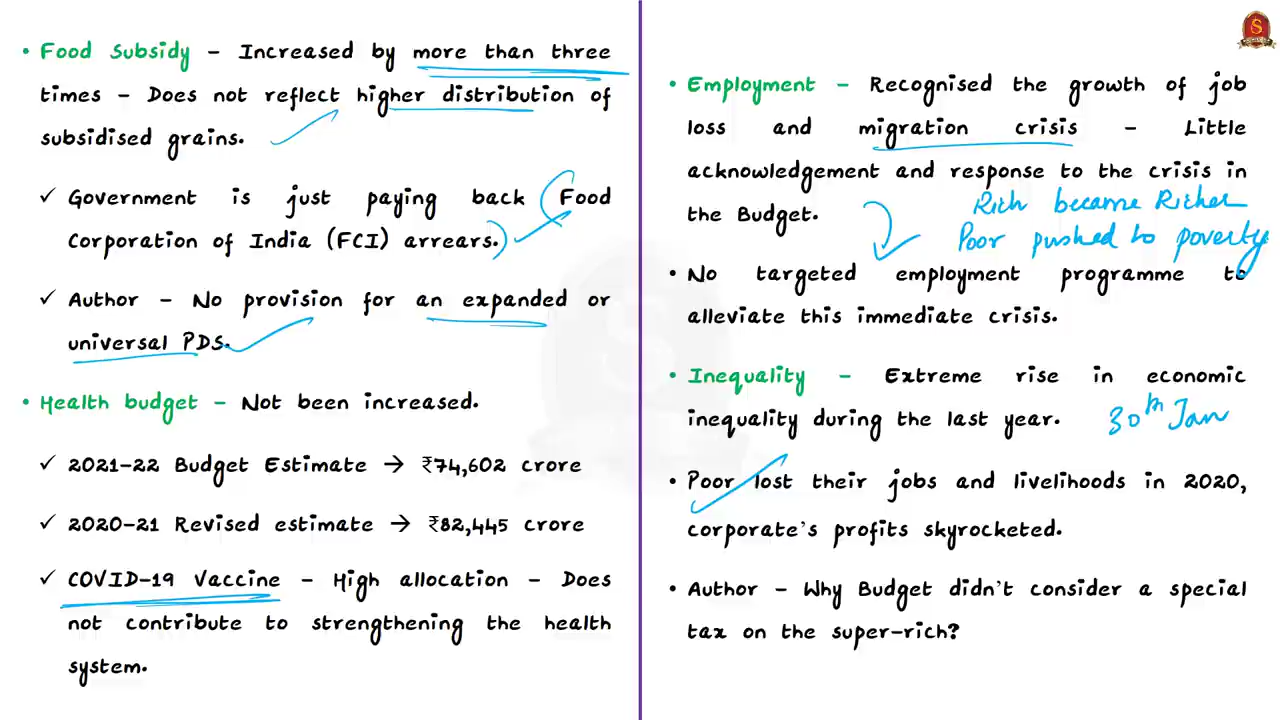 • Food Subsidy – Increased by more than three
times – Does not reflect higher distribution of
subsidised grains.
✓ Government is just paying back Food
Corporation of India (FCI) arrears.
✓ Author – No provision for an expanded or
universal PDS.
• Health budget – Not been increased.
✓ 2021-22 Budget Estimate → ₹74,602 crore
✓ 2020-21 Revised estimate → ₹82,445 crore
✓ COVID-19 Vaccine – High allocation – Does
not contribute to strengthening the health
system.
• Employment – Recognised the growth of job
loss and migration crisis – Little
acknowledgement and response to the crisis in
the Budget.
Rich became Richer
Poor pushed to poverty
• No targeted employment programme to
alleviate this immediate crisis.
• Inequality – Extreme rise in economic
inequality during the last year.
30th Jan
• Poor lost their jobs and livelihoods in 2020,
corporate's profits skyrocketed.
• Author – Why Budget didn't consider a special
tax on the super-rich?